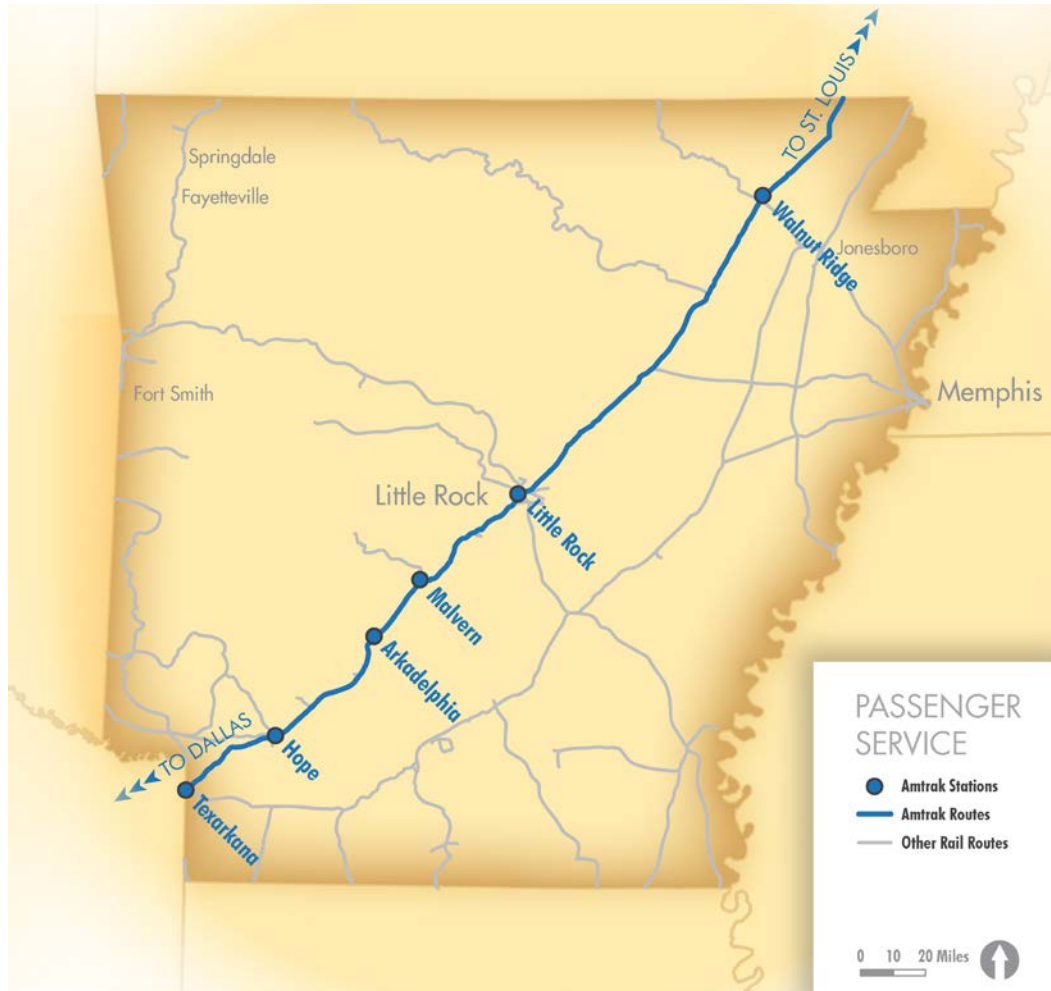 TO ST. LOUIS
Springdale
Fayetteville
Walnut Ridge
Jonesboro
Fort Smith
Memphis
Little Rock
Little Rock
Malvern
Arkadelphia
TO DALLAS
Hope
Texarkana
PASSENGER
SERVICE
Amtrak Stations
Amtrak Routes
Other Rail Routes
0 10 20 Miles